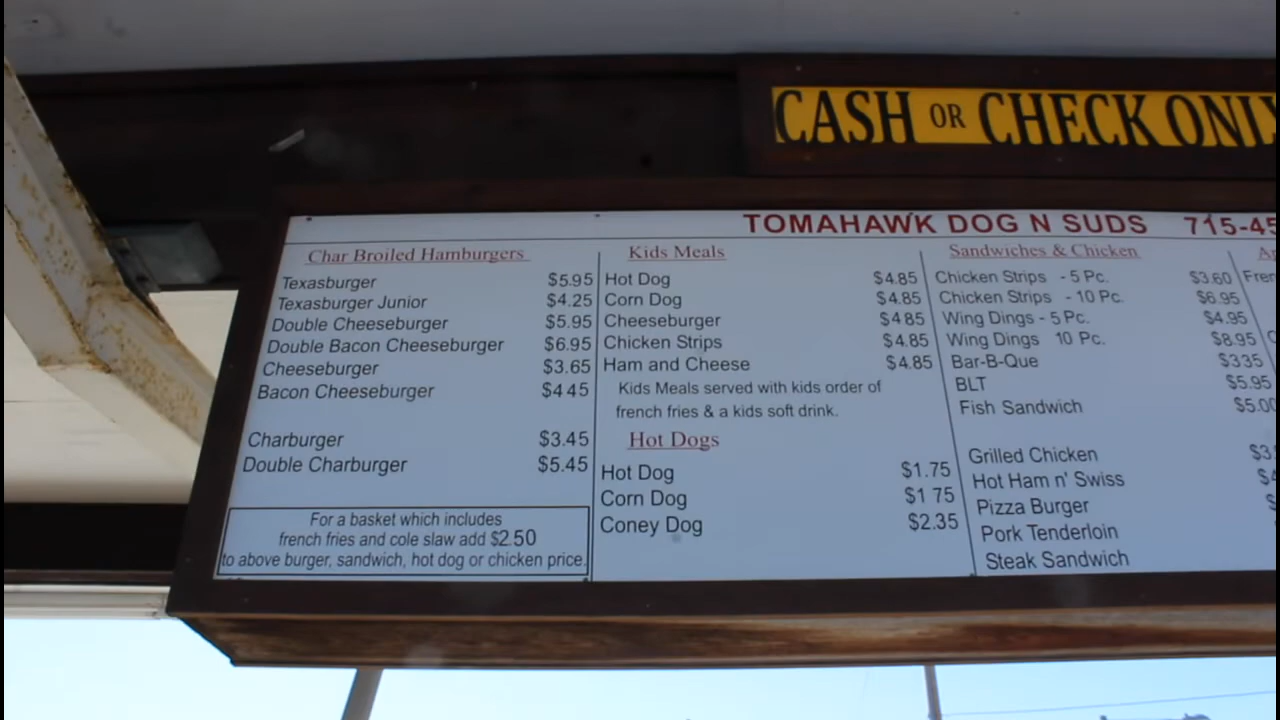 CASH OR CHECK ONLY
TOMAHAWK DOG N SUDS 715-45
Char Broiled Hamburgers
Texasburger $5.95
Texasburger Junior $4.25
Double Cheeseburger $5.95
Double Bacon Cheeseburger $6.95
Cheeseburger $3.65
Bacon Cheeseburger $4 45
Charburger $3.45
Double Charburger $5.45
For a basket which includes
french fries and cole slaw add $2.50
to above burger, sandwich, hot dog or chicken price.
Kids Meals
Hot Dog $4.85
Corn Dog $4.85
Cheeseburger $4 85
Chicken Strips $4.85
Ham and Cheese $4.85
Kids Meals served with kids order of
french fries & a kids soft drink.
Hot Dogs
Hot Dog $1.75
Corn Dog $1 75
Coney Dog $2.35
Sandwiches & Chicken
Chicken Strips - 5 Pc. $3.60
Chicken Strips - 10 Pc. $6.95
Wing Dings - 5 Pc. $4.95
Wing Dings 10 Pc. $8.95
Bar-B-Que $3 35
BLT $5.95
Fish Sandwich $5.00
Grilled Chicken
Hot Ham n' Swiss
Pizza Burger
Pork Tenderloin
Steak Sandwich